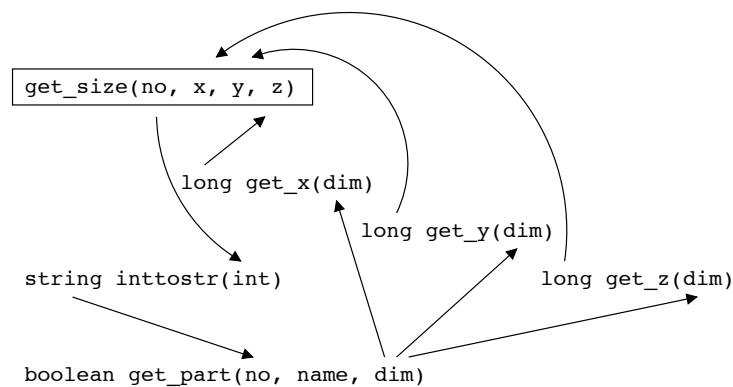 get_size(no, x, y, z)
long get_x(dim)
long get_y(dim)
string inttostr(int)
long get_z(dim)
boolean get_part(no, name, dim)